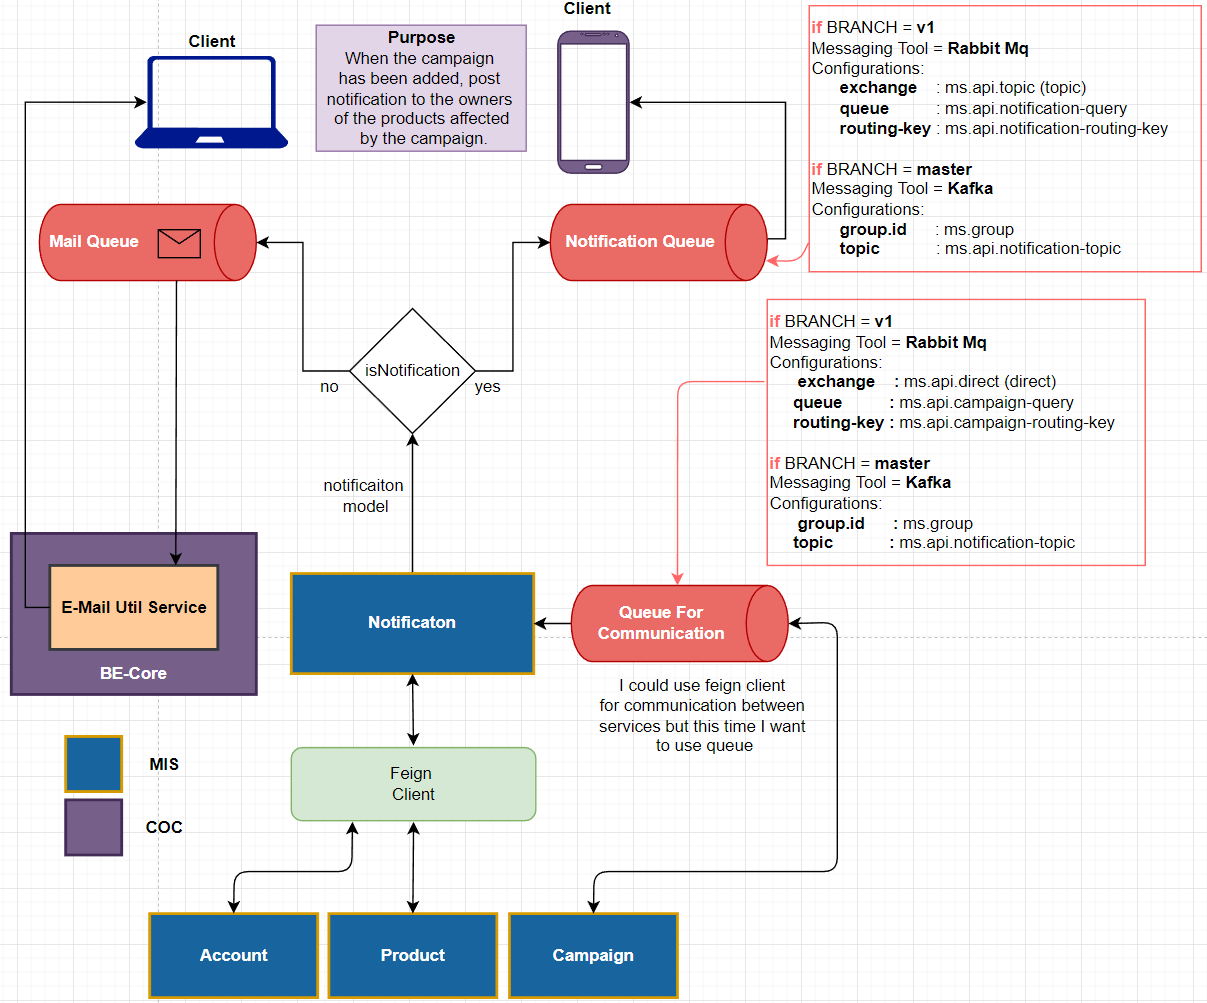 Client
Client
Purpose
When the campaign
has been added, post
notification to the owners
of the products affected
by the campaign.
if BRANCH = v1
Messaging Tool = Rabbit Mq
Configurations:
exchange : ms.api.topic (topic)
queue : ms.api.notification-query
routing-key : ms.api.notification-routing-key
if BRANCH = master
Messaging Tool = Kafka
Configurations:
group.id : ms.group
topic : ms.api.notification-topic
Mail Queue
Notification Queue
isNotification
no
yes
if BRANCH = v1
Messaging Tool = Rabbit Mq
Configurations:
exchange : ms.api.direct (direct)
queue : ms.api.campaign-query
routing-key : ms.api.campaign-routing-key
if BRANCH = master
Messaging Tool = Kafka
Configurations:
group.id : ms.group
topic : ms.api.notification-topic
notificaiton
model
E-Mail Util Service
BE-Core
Notificaton
Queue For
Communication
I could use feign client
for communication between
services but this time I want
to use queue
MIS
COC
Feign
Client
Account
Product
Campaign